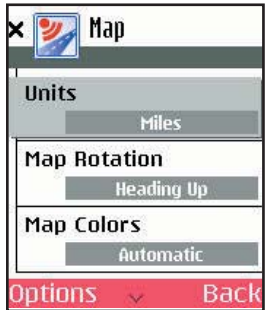 Map
Units
Miles
Map Rotation
Heading Up
Map Colors
Automatic
Options Back